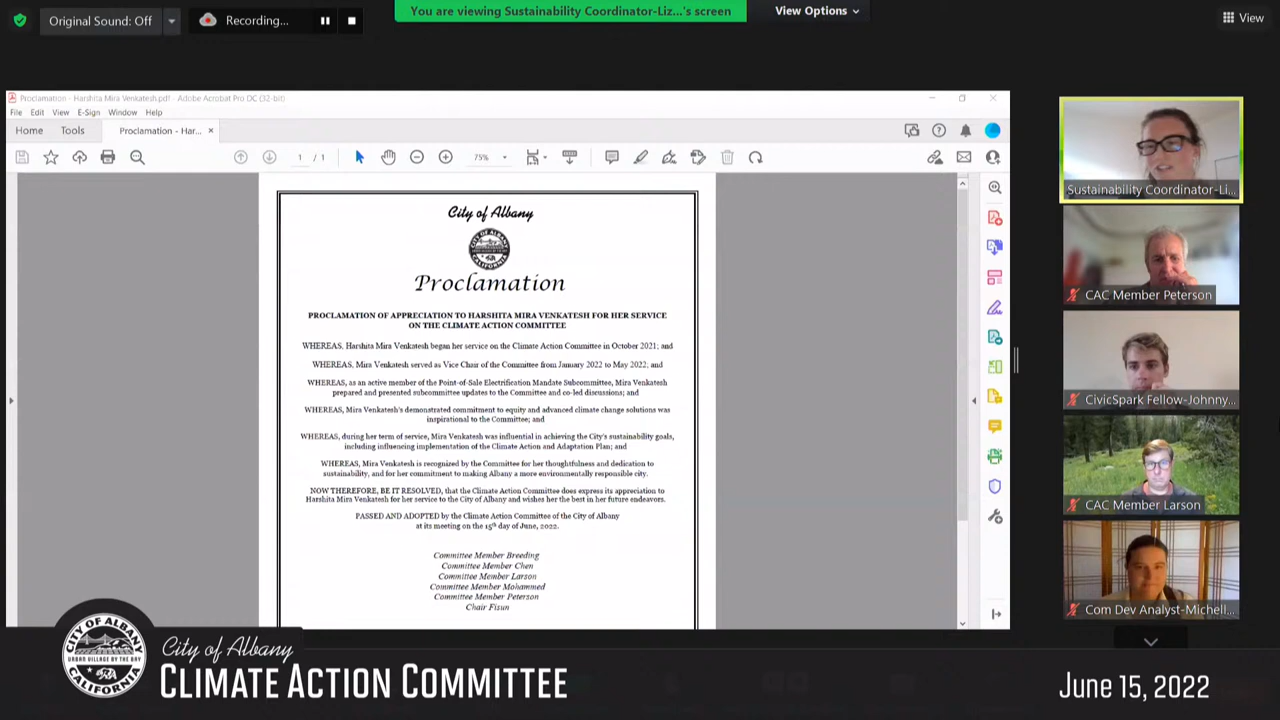 Original Sound: Off
Recording...
You are viewing Sustainability Coordinator-Liz...'s screen
View Options
View
Proclamation - Harshita Mira Venkatesh.pdf - Adobe Acrobat Pro DC (32-bit)
File Edit View E-Sign Window Help
Home Tools Proclamation - Har... ×
1 / 1 75%
City of Albany
CITY OF ALBANY
CALIFORNIA
Proclamation
PROCLAMATION OF APPRECIATION TO HARSHITA MIRA VENKATESH FOR HER SERVICE
ON THE CLIMATE ACTION COMMITTEE
WHEREAS, Harshita Mira Venkatesh began her service on the Climate Action Committee in October 2021; and
WHEREAS, Mira Venkatesh served as Vice Chair of the Committee from January 2022 to May 2022; and
WHEREAS, as an active member of the Point-of-Sale Electrification Mandate Subcommittee, Mira Venkatesh
prepared and presented subcommittee updates to the Committee and co-led discussions; and
WHEREAS, Mira Venkatesh's demonstrated commitment to equity and advanced climate change solutions was
inspirational to the Committee; and
WHEREAS, during her term of service, Mira Venkatesh was influential in achieving the City's sustainability goals,
including influencing implementation of the Climate Action and Adaptation Plan; and
WHEREAS, Mira Venkatesh is recognized by the Committee for her thoughtfulness and dedication to
sustainability, and for her commitment to making Albany a more environmentally responsible city.
NOW THEREFORE, BE IT RESOLVED, that the Climate Action Committee does express its appreciation to
Harshita Mira Venkatesh for her service to the City of Albany and wishes her the best in her future endeavors.
PASSED AND ADOPTED by the Climate Action Committee of the City of Albany
at its meeting on the 15th day of June, 2022.
Committee Member Breeding
Committee Member Chen
Committee Member Larson
Committee Member Mohammed
Committee Member Peterson
Chair Fisun
Sustainability Coordinator-Li...
CAC Member Peterson
CivicSpark Fellow-Johnny...
CAC Member Larson
Com Dev Analyst-Michell...
CITY OF ALBANY
URBAN VILLAGE BY THE BAY
CALIFORNIA
City of Albany
CLIMATE ACTION COMMITTEE
June 15, 2022